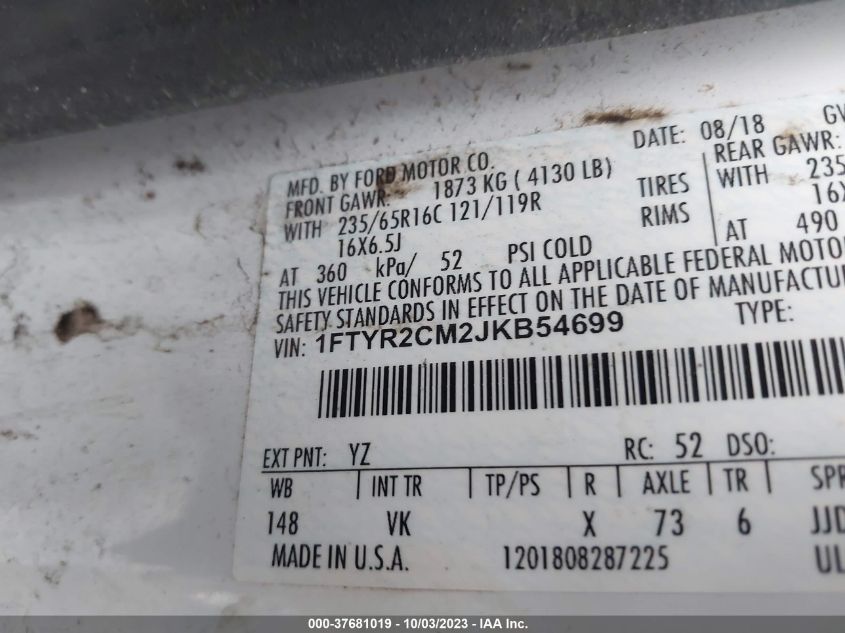 DATE: 08/18 GV
MFD. BY FORD MOTOR CO.
FRONT GAWR: 1873 KG ( 4130 LB) REAR GAWR:
WITH 235/65R16C 121/119R TIRES WITH 235
16X6.5J RIMS 16X
AT 360 kPa/ 52 PSI COLD AT 490
THIS VEHICLE CONFORMS TO ALL APPLICABLE FEDERAL MOTO
SAFETY STANDARDS IN EFFECT ON THE DATE OF MANUFACTU
VIN: 1FTYR2CM2JKB54699 TYPE:
EXT PNT: YZ RC: 52 DSO:
WB INT TR TP/PS R AXLE TR SPR
148 VK X 73 6 JJD
MADE IN U.S.A. 1201808287225 UL
000-37681019 - 10/03/2023 - IAA Inc.